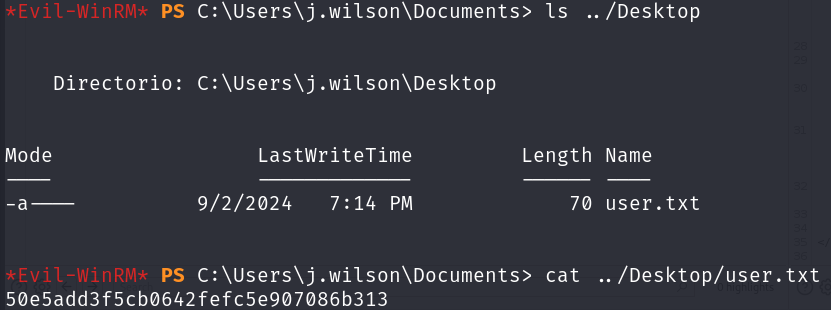 *Evil-WinRM* PS C:\Users\j.wilson\Documents> ls ../Desktop
Directorio: C:\Users\j.wilson\Desktop
Mode LastWriteTime Length Name
---- ------------- ------ ----
-a---- 9/2/2024 7:14 PM 70 user.txt
*Evil-WinRM* PS C:\Users\j.wilson\Documents> cat ../Desktop/user.txt
50e5add3f5cb0642fefc5e907086b313